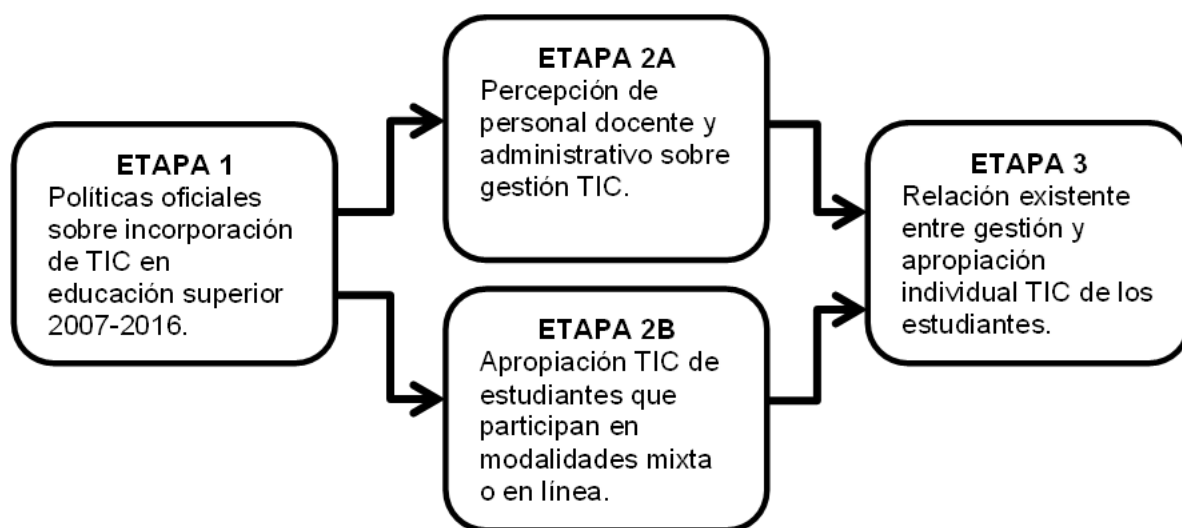 ETAPA 1
Políticas oficiales
sobre incorporación
de TIC en
educación superior
2007-2016.
ETAPA 2A
Percepción de
personal docente y
administrativo sobre
gestión TIC.
ETAPA 2B
Apropiación TIC de
estudiantes que
participan en
modalidades mixta
o en línea.
ETAPA 3
Relación existente
entre gestión y
apropiación
individual TIC de los
estudiantes.